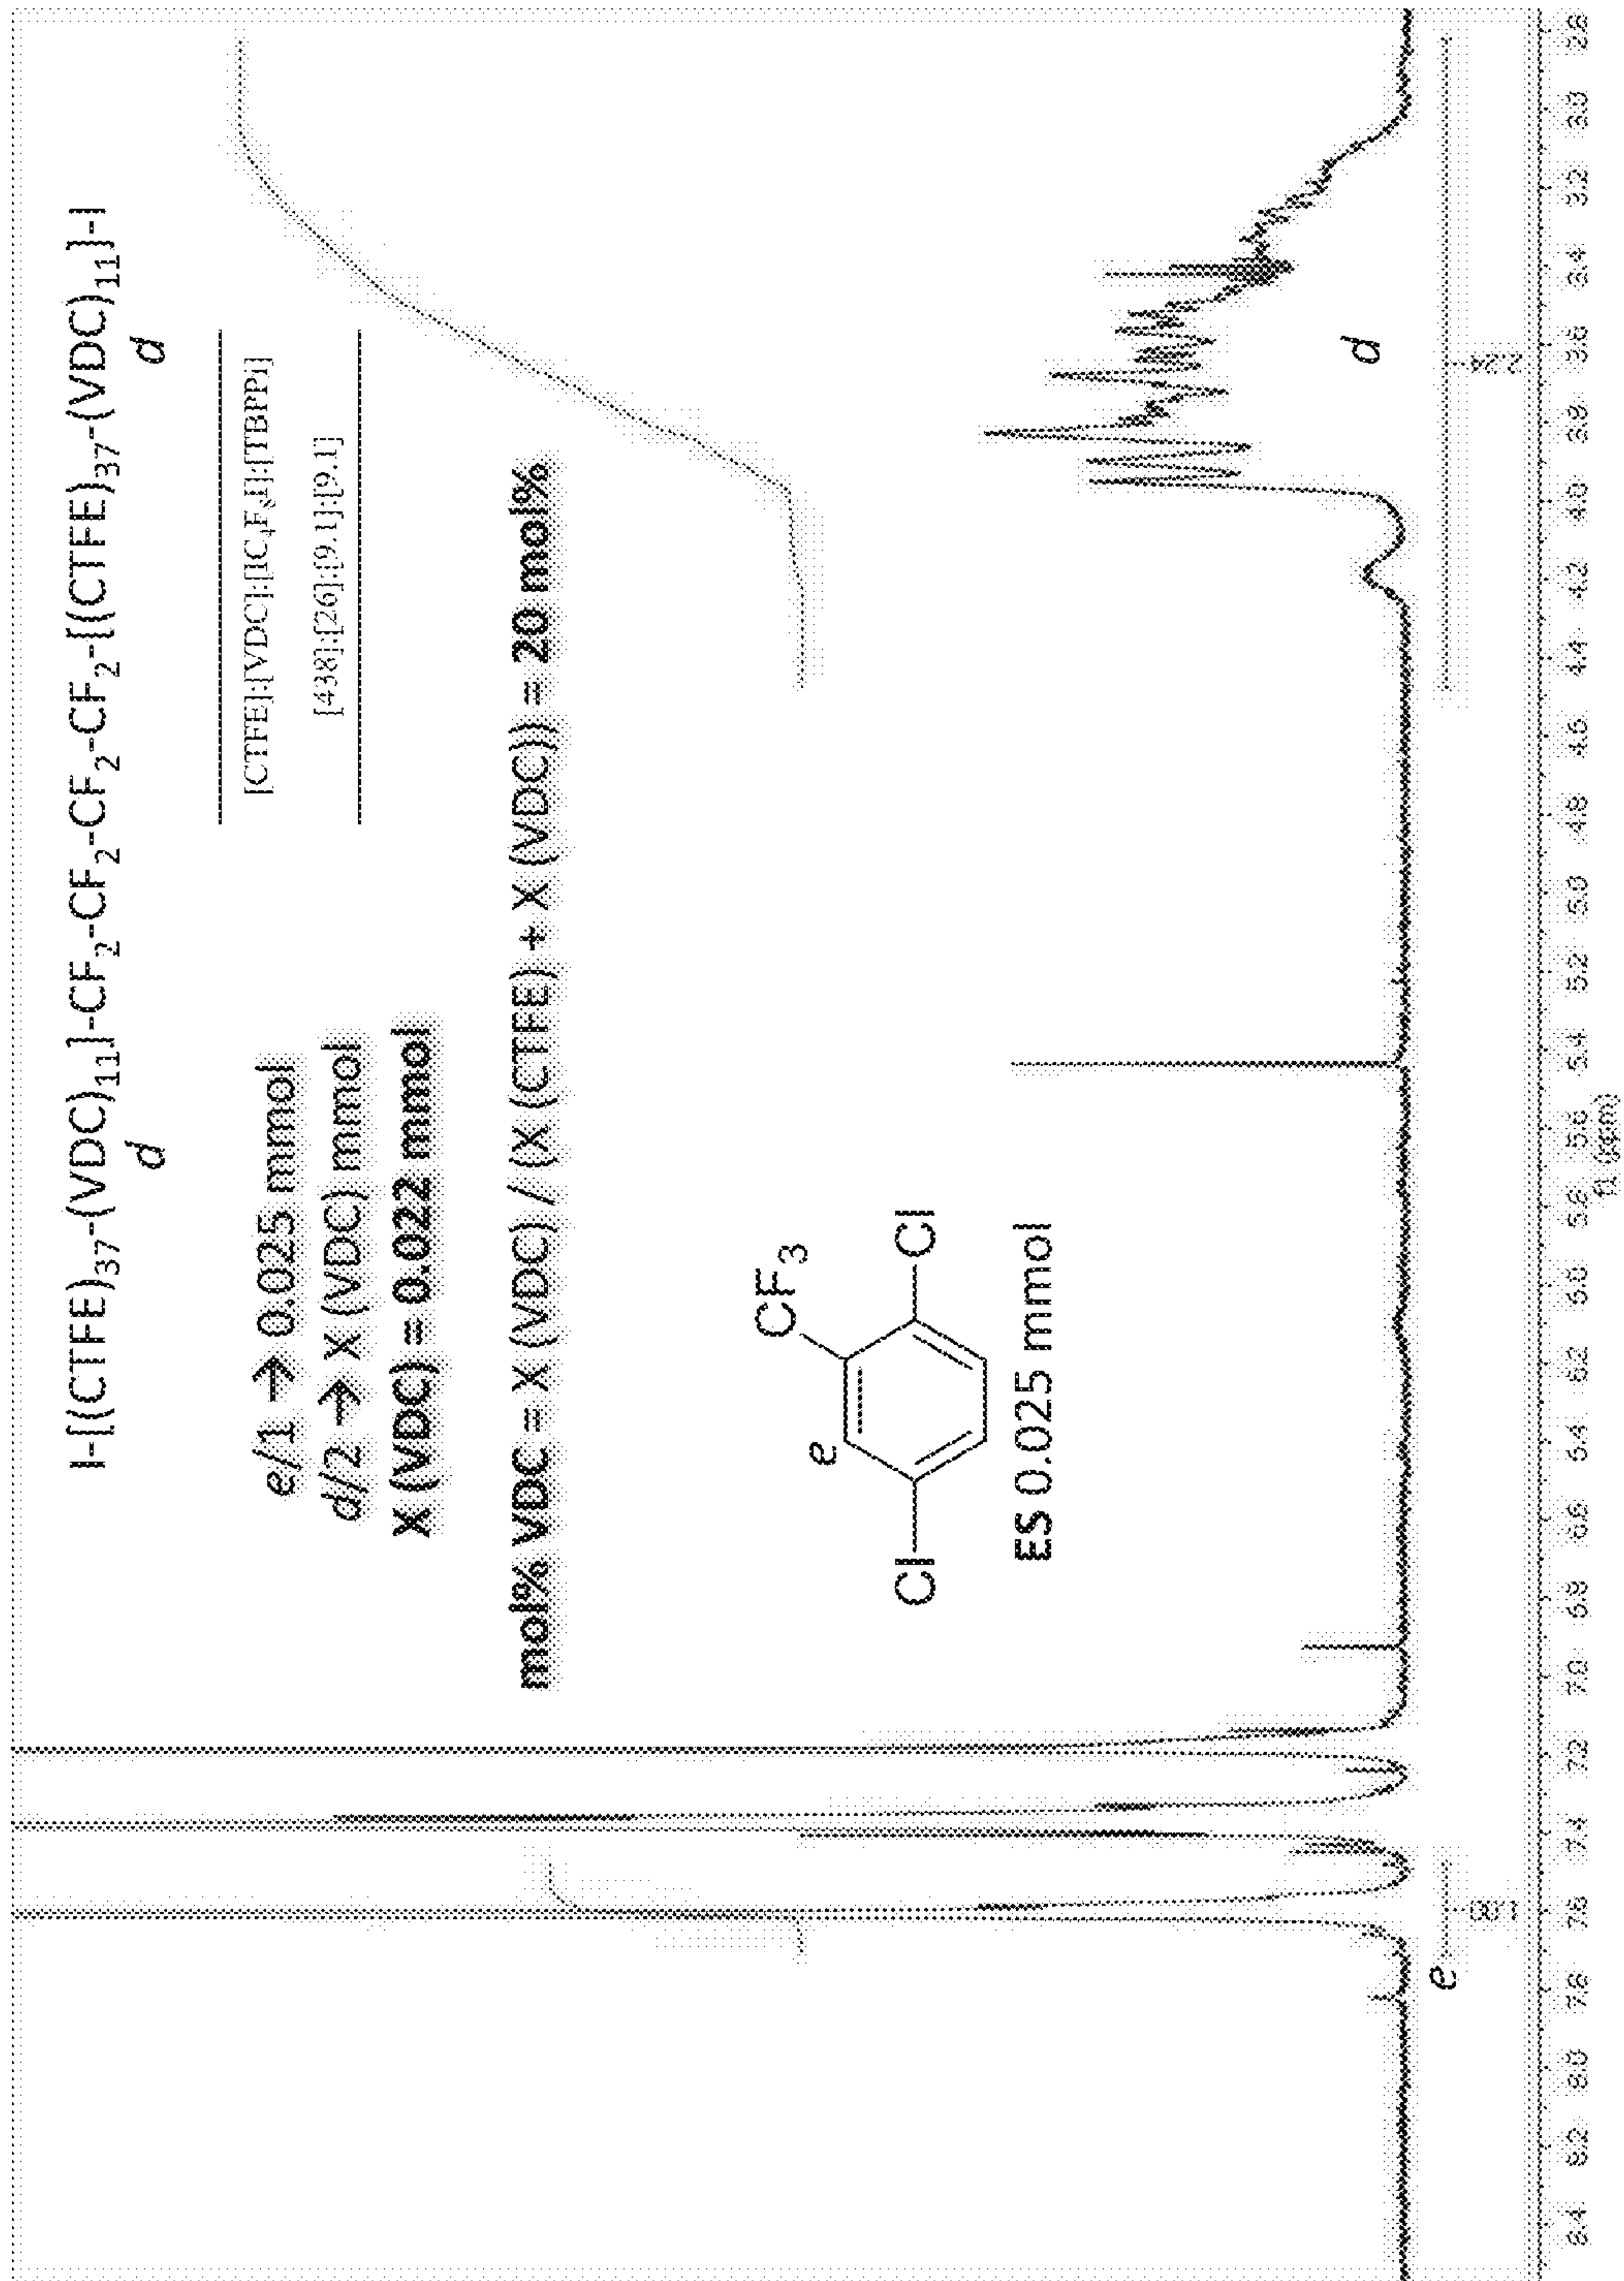 I-[(CTFE)37-(VDC)11]-CF2-CF2-CF2-CF2-[(CTFE)37-(VDC)11]-I
d d
[CTFE]:[VDC]:[IC4F8I]:[TBPPi]
[438]:[26]:[9.1]:[9.1]
e/1 → 0.025 mmol
d/2 → X (VDC) mmol
X (VDC) = 0.022 mmol
mol% VDC = X (VDC) / (X (CTFE) + X (VDC)) = 20 mol%
CF3
e
Cl Cl
ES 0.025 mmol
d
e
1.00 2.24
8.4 8.2 8.0 7.8 7.6 7.4 7.2 7.0 6.8 6.6 6.4 6.2 6.0 5.8 5.6 5.4 5.2 5.0 4.8 4.6 4.4 4.2 4.0 3.8 3.6 3.4 3.2 3.0 2.8
f1 (ppm)